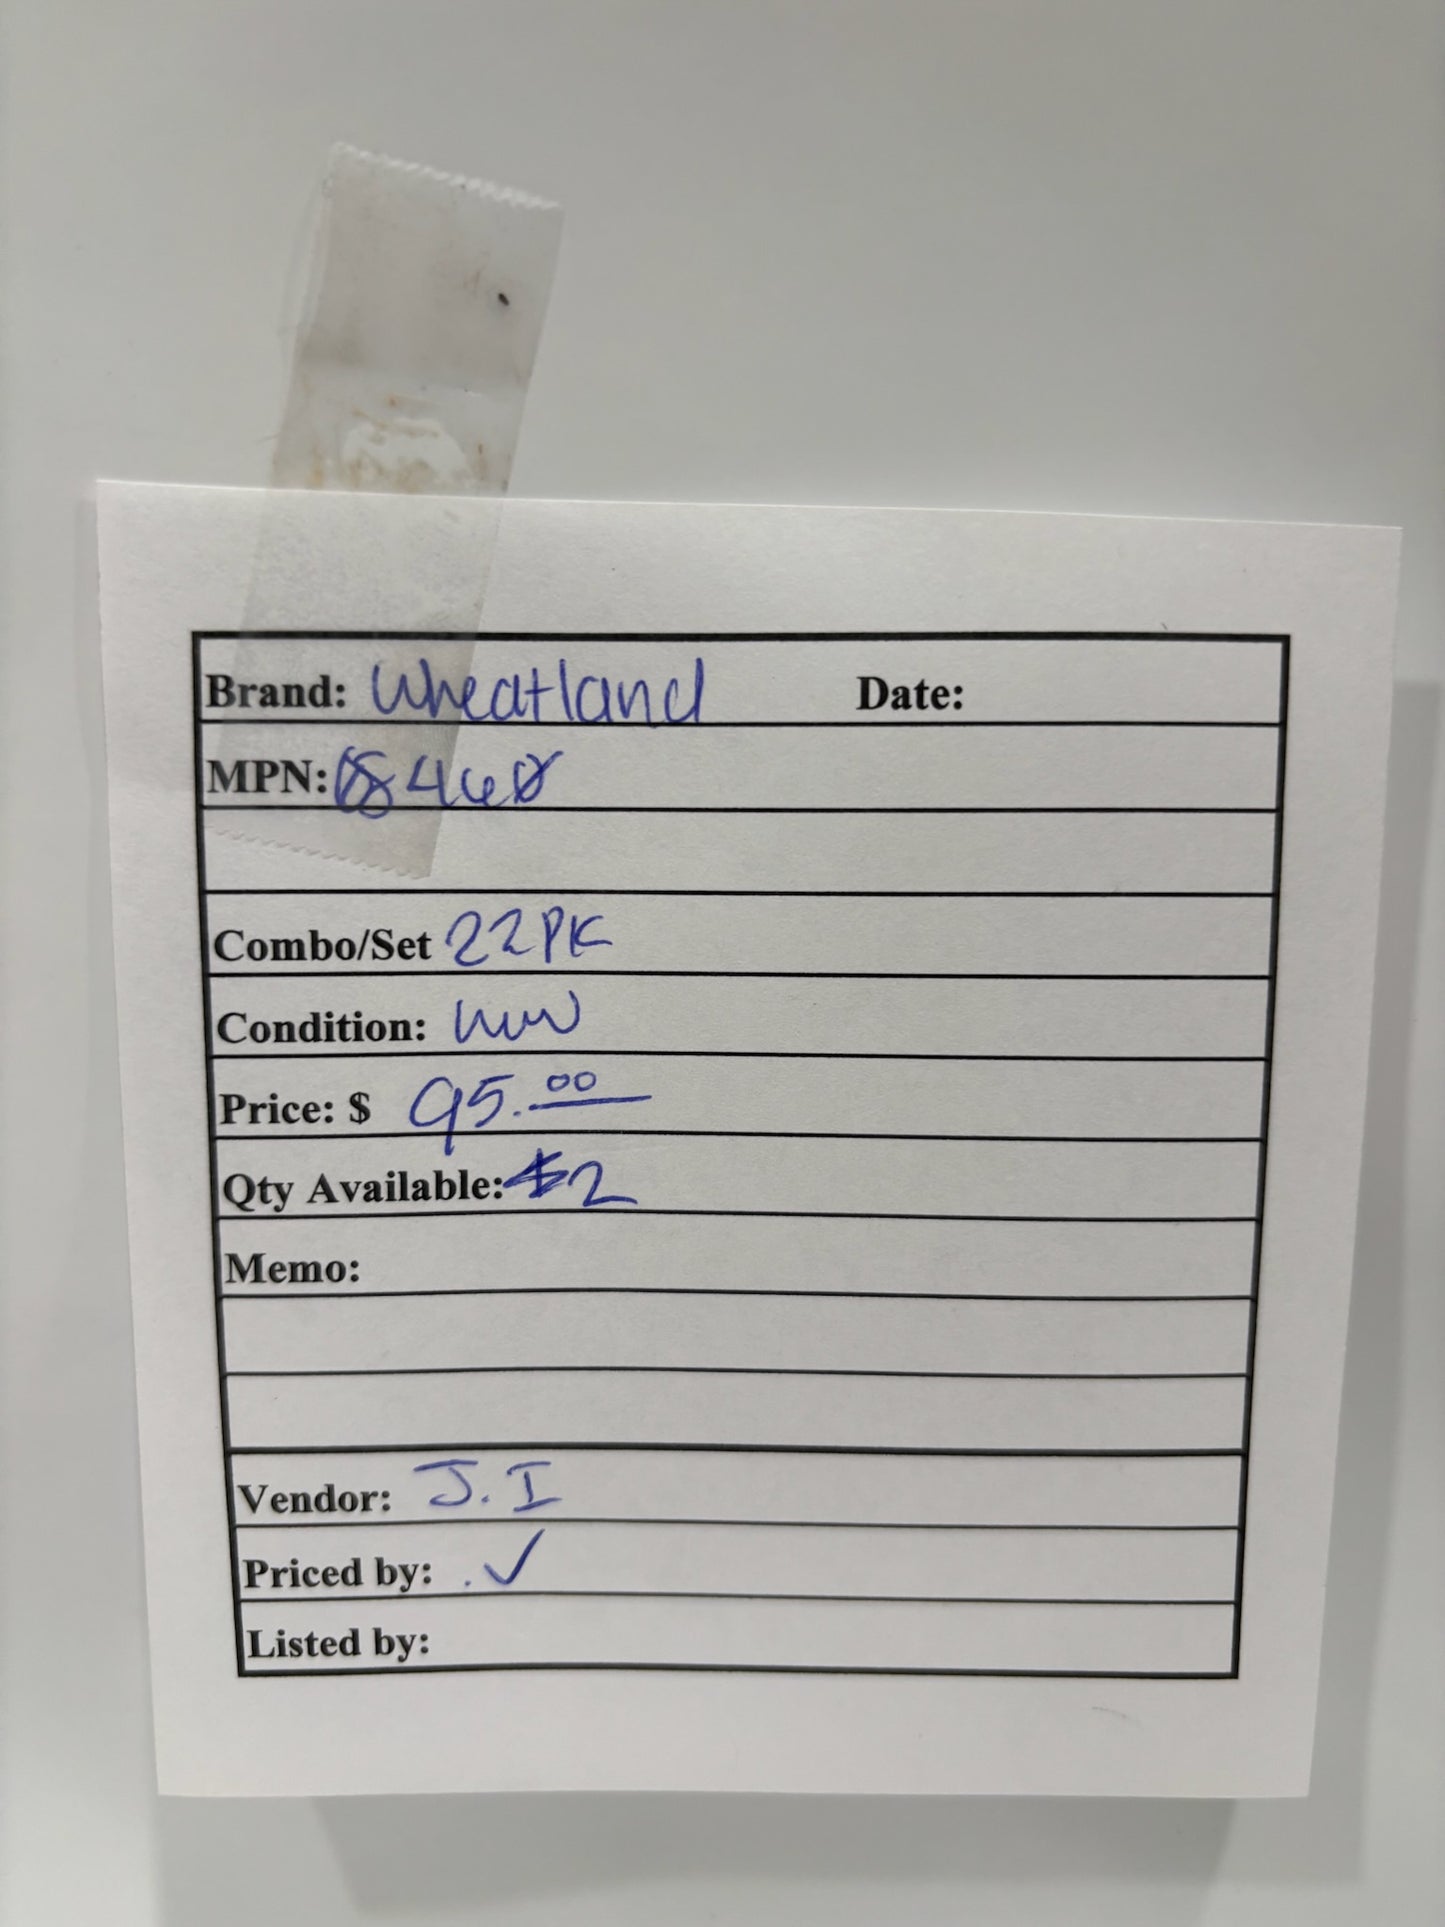 Brand: Wheatland Date:
MPN: 8460
Combo/Set 22PK
Condition: new
Price: $ 95.00
Qty Available: 2
Memo:
Vendor: J.I
Priced by: . ✓
Listed by: